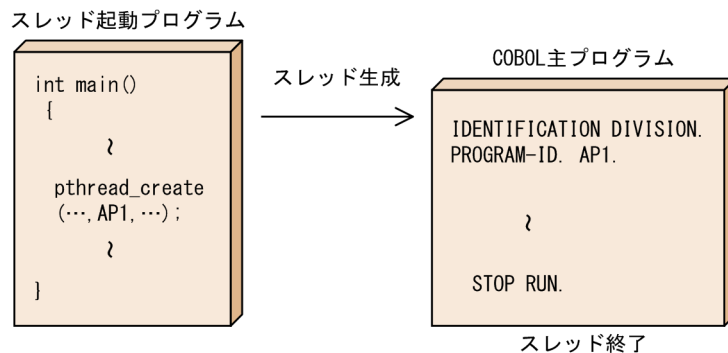 スレッド起動プログラム
int main()
{
~
pthread_create
(…,AP1,…);
~
}
スレッド生成
COBOL主プログラム
IDENTIFICATION DIVISION.
PROGRAM-ID. AP1.
~
STOP RUN.
スレッド終了